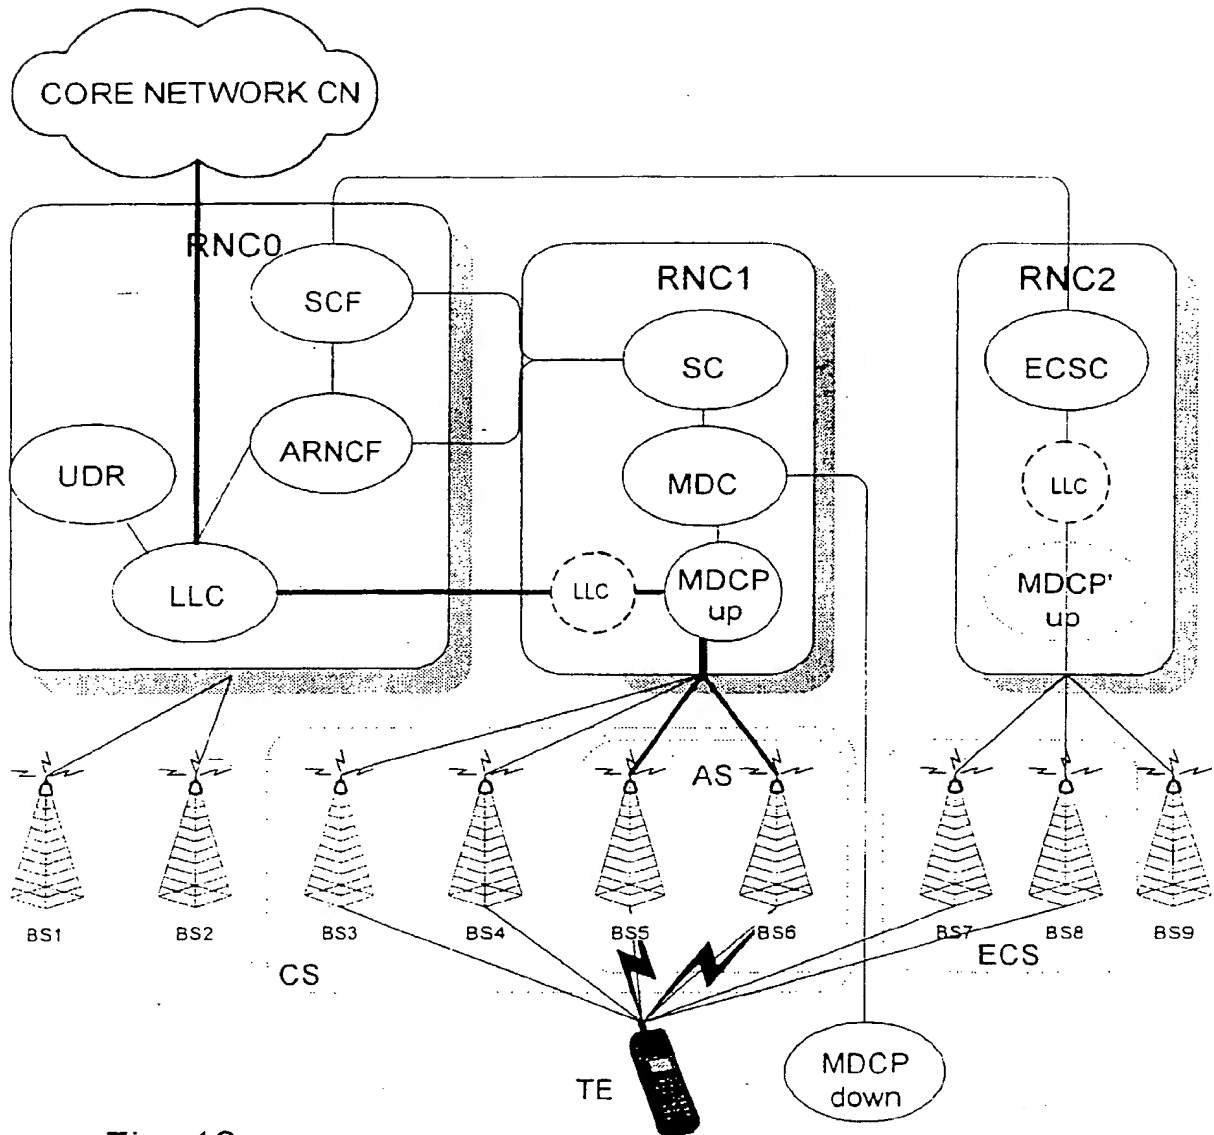 CORE NETWORK CN
RNC0
RNC1
RNC2
SCF
SC
ECSC
ARNCF
UDR
MDC
LLC
LLC
LLC
MDCP
up
MDCP'
up
AS
BS1
BS2
BS3
BS4
BS5
BS6
BS7
BS8
BS9
CS
ECS
TE
MDCP
down